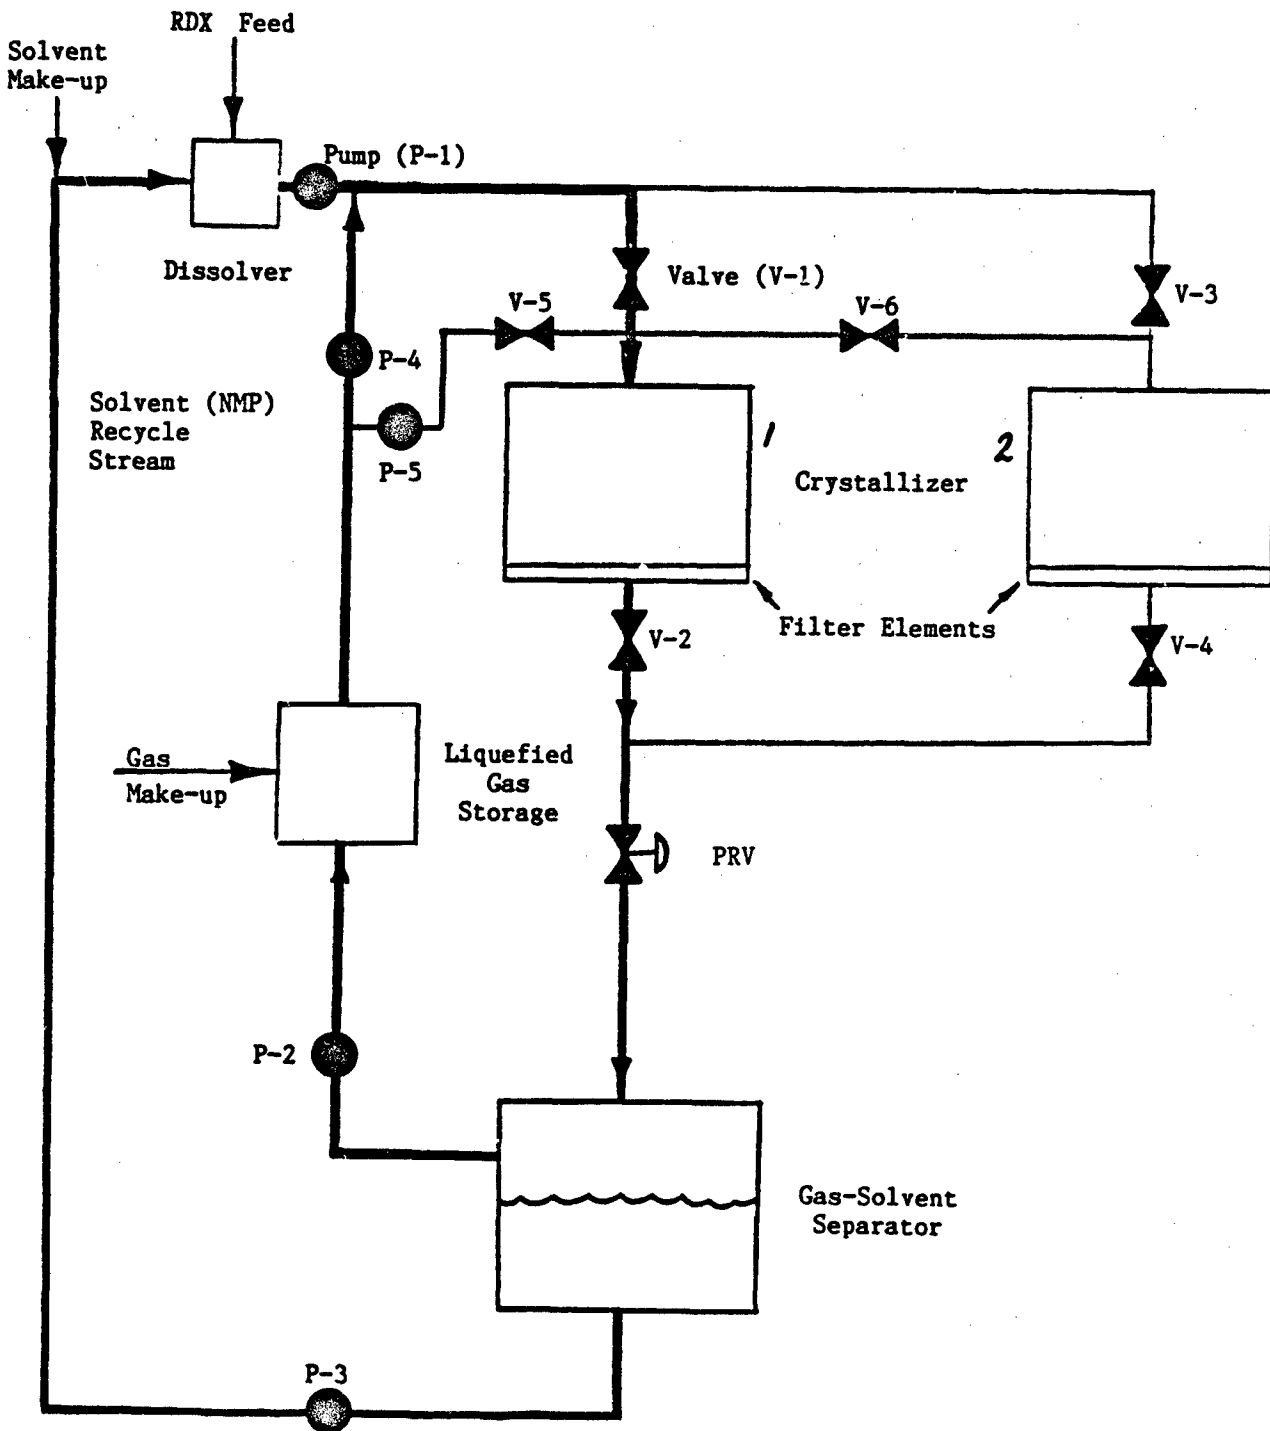 RDX Feed
Solvent
Make-up
Pump (P-1)
Dissolver
Valve (V-1)
V-3
V-5
V-6
P-4
Solvent (NMP)
Recycle
Stream
P-5
1
2
Crystallizer
Filter Elements
V-2
V-4
Gas
Make-up
Liquefied
Gas
Storage
PRV
P-2
Gas-Solvent
Separator
P-3